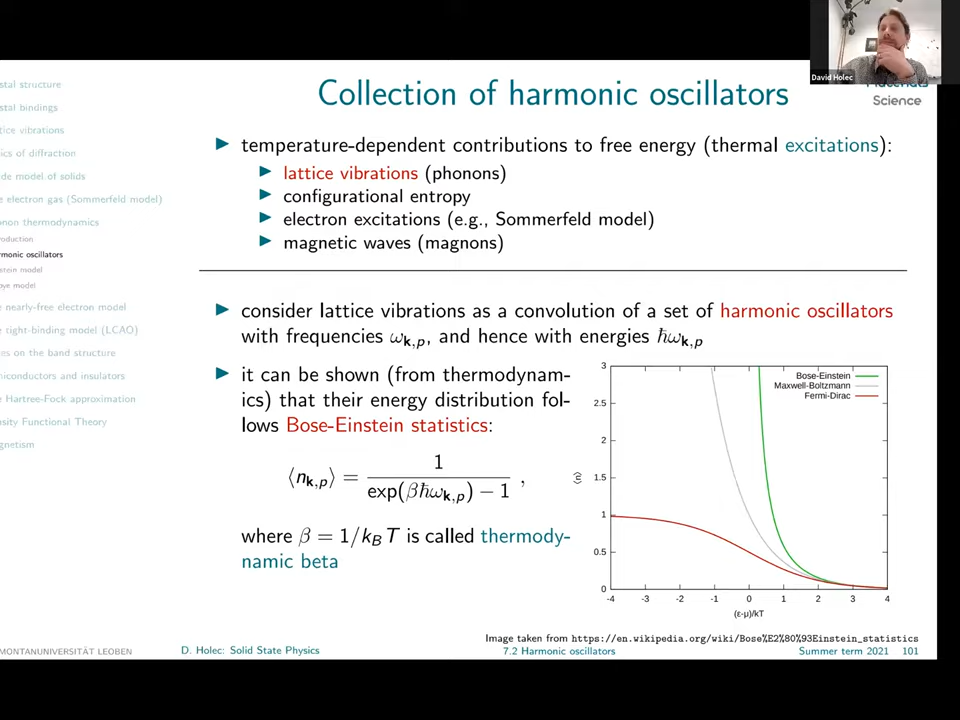 David Holec
Materials
Science
stal structure
stal bindings
tice vibrations
ics of diffraction
de model of solids
e electron gas (Sommerfeld model)
onon thermodynamics
roduction
rmonic oscillators
stein model
bye model
e nearly-free electron model
e tight-binding model (LCAO)
es on the band structure
miconductors and insulators
e Hartree-Fock approximation
nsity Functional Theory
agnetism
Collection of harmonic oscillators
▶ temperature-dependent contributions to free energy (thermal excitations):
▶ lattice vibrations (phonons)
▶ configurational entropy
▶ electron excitations (e.g., Sommerfeld model)
▶ magnetic waves (magnons)
▶ consider lattice vibrations as a convolution of a set of harmonic oscillators
with frequencies ω𝐤,p, and hence with energies ℏω𝐤,p
▶ it can be shown (from thermodynam-
ics) that their energy distribution fol-
lows Bose-Einstein statistics:
⟨n𝐤,p⟩ = 1 / (exp(βℏω𝐤,p) − 1) ,
where β = 1/k_B T is called thermody-
namic beta
Bose-Einstein
Maxwell-Boltzmann
Fermi-Dirac
3
2.5
2
1.5
1
0.5
0
⟨n⟩
-4 -3 -2 -1 0 1 2 3 4
(ε-μ)/kT
Image taken from https://en.wikipedia.org/wiki/Bose%E2%80%93Einstein_statistics
MONTANUNIVERSITÄT LEOBEN
D. Holec: Solid State Physics
7.2 Harmonic oscillators
Summer term 2021 101